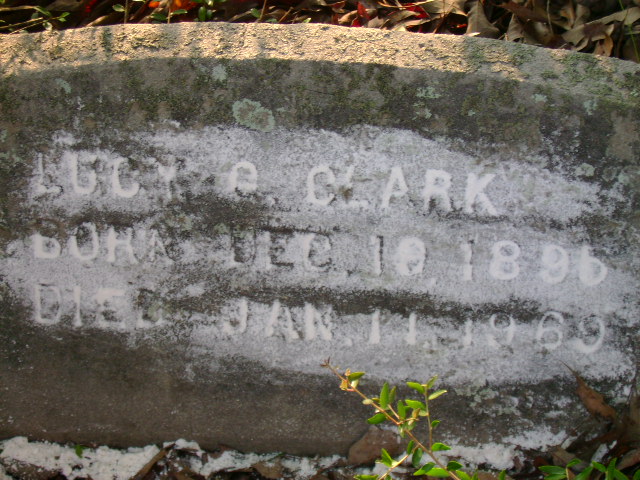 LUCY G. CLARK
BORN DEC. 10, 1896
DIED JAN. 11, 1969